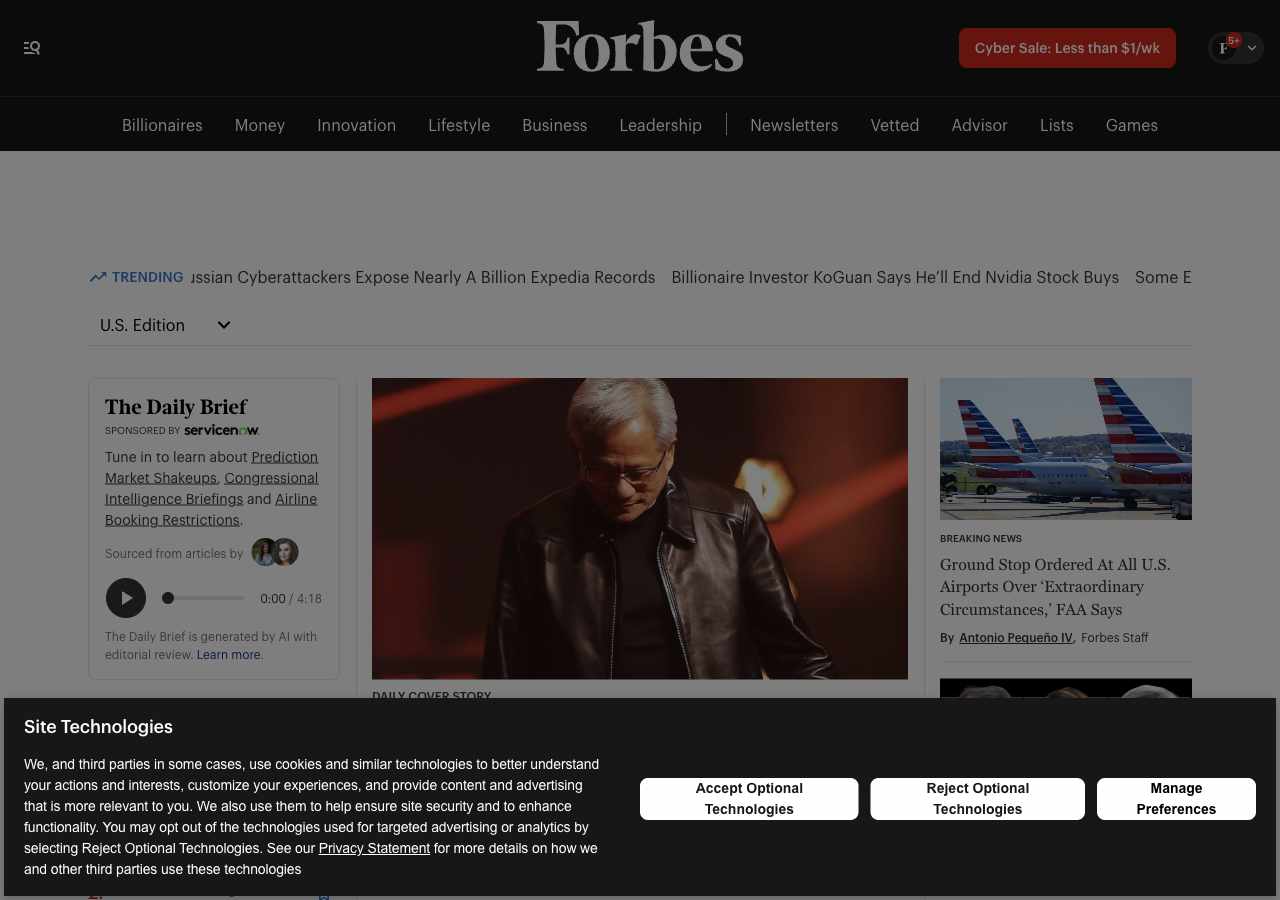 Forbes
Cyber Sale: Less than $1/wk
F
5+
Billionaires Money Innovation Lifestyle Business Leadership Newsletters Vetted Advisor Lists Games
TRENDING ussian Cyberattackers Expose Nearly A Billion Expedia Records Billionaire Investor KoGuan Says He'll End Nvidia Stock Buys Some E
U.S. Edition
The Daily Brief
SPONSORED BY servicenow.
Tune in to learn about Prediction
Market Shakeups, Congressional
Intelligence Briefings and Airline
Booking Restrictions.
Sourced from articles by
0:00 / 4:18
The Daily Brief is generated by AI with
editorial review. Learn more.
DAILY COVER STORY
BREAKING NEWS
Ground Stop Ordered At All U.S.
Airports Over ‘Extraordinary
Circumstances,’ FAA Says
By Antonio Pequeño IV, Forbes Staff
Site Technologies
We, and third parties in some cases, use cookies and similar technologies to better understand
your actions and interests, customize your experiences, and provide content and advertising
that is more relevant to you. We also use them to help ensure site security and to enhance
functionality. You may opt out of the technologies used for targeted advertising or analytics by
selecting Reject Optional Technologies. See our Privacy Statement for more details on how we
and other third parties use these technologies
Accept Optional
Technologies
Reject Optional
Technologies
Manage
Preferences